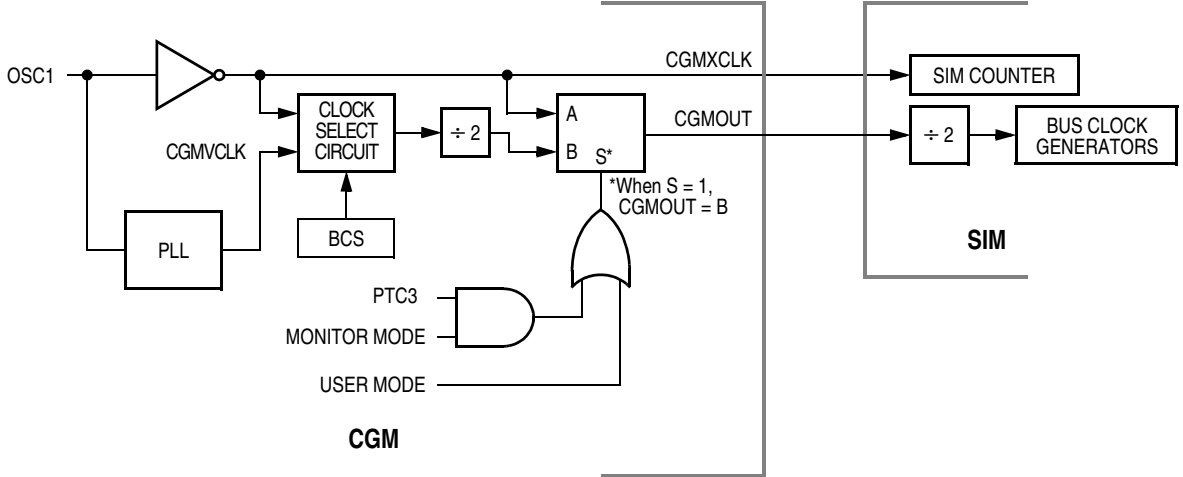 OSC1
CGMXCLK
SIM COUNTER
CLOCK
SELECT
CIRCUIT
÷ 2
A
B
S*
CGMOUT
÷ 2
BUS CLOCK
GENERATORS
CGMVCLK
*When S = 1,
CGMOUT = B
BCS
PLL
SIM
PTC3
MONITOR MODE
USER MODE
CGM